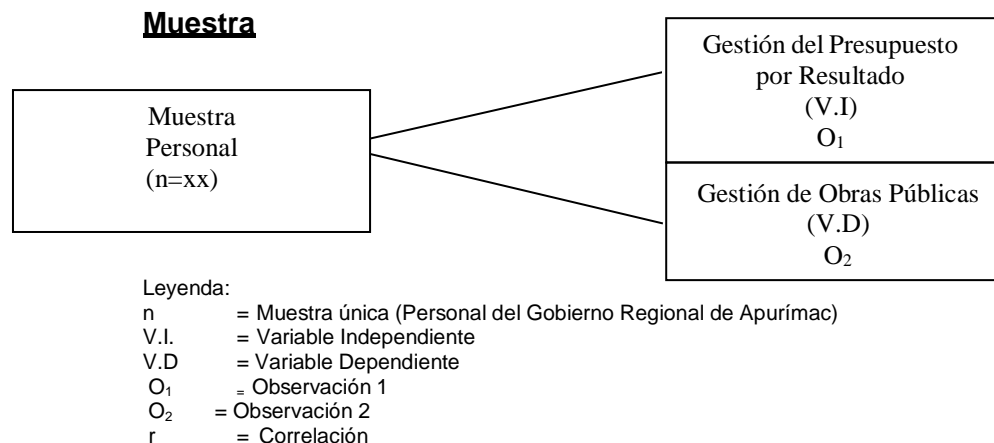 Muestra
Muestra
Personal
(n=xx)
Gestión del Presupuesto
por Resultado
(V.I)
O₁
Gestión de Obras Públicas
(V.D)
O₂
Leyenda:
n = Muestra única (Personal del Gobierno Regional de Apurímac)
V.I. = Variable Independiente
V.D = Variable Dependiente
O₁ = Observación 1
O₂ = Observación 2
r = Correlación